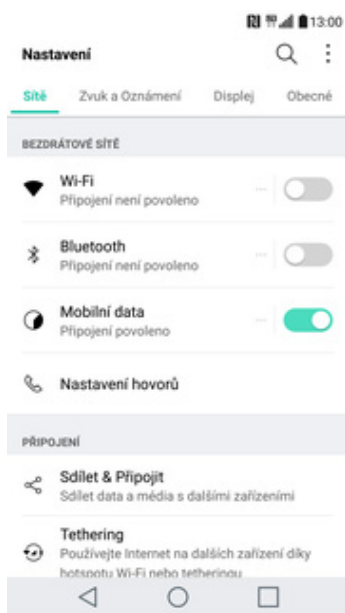 13:00
Nastavení
Sítě
Zvuk a Oznámení
Displej
Obecné
BEZDRÁTOVÉ SÍTĚ
Wi-Fi
Připojení není povoleno
Bluetooth
Připojení není povoleno
Mobilní data
Připojení povoleno
Nastavení hovorů
PŘIPOJENÍ
Sdílet & Připojit
Sdílet data a média s dalšími zařízeními
Tethering
Používejte Internet na dalších zařízení díky
hotspotu Wi-Fi nebo tetheringu